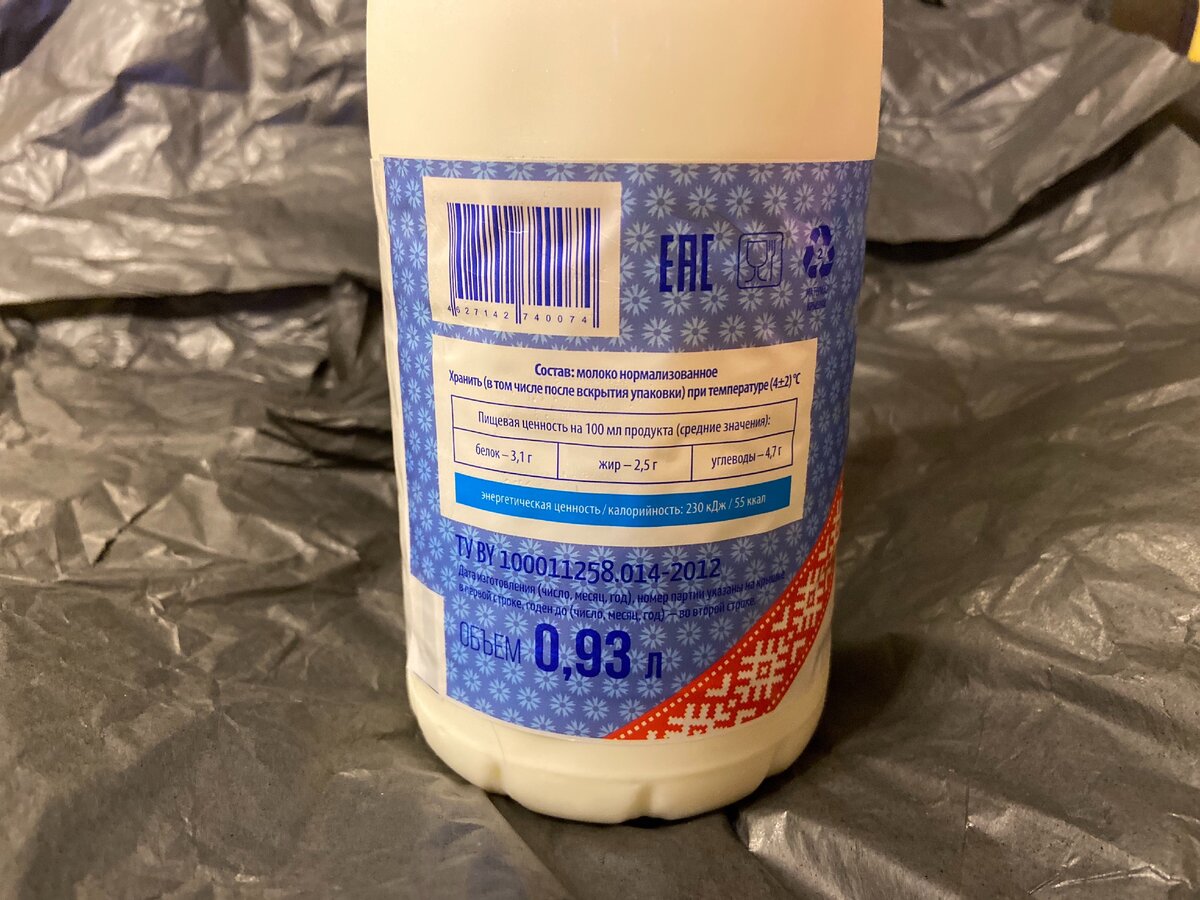 4627142 740074
ЕАС
2
Состав: молоко нормализованное
Хранить (в том числе после вскрытия упаковки) при температуре (4±2) °С
Пищевая ценность на 100 мл продукта (средние значения):
белок – 3,1 г
жир – 2,5 г
углеводы – 4,7 г
энергетическая ценность / калорийность: 230 кДж / 55 ккал
ТУ BY 100011258.014-2012
Дата изготовления (число, месяц, год), номер партии указаны на крышке
в первой строке, годен до (число, месяц, год) – во второй строке.
ОБЪЕМ 0,93 л